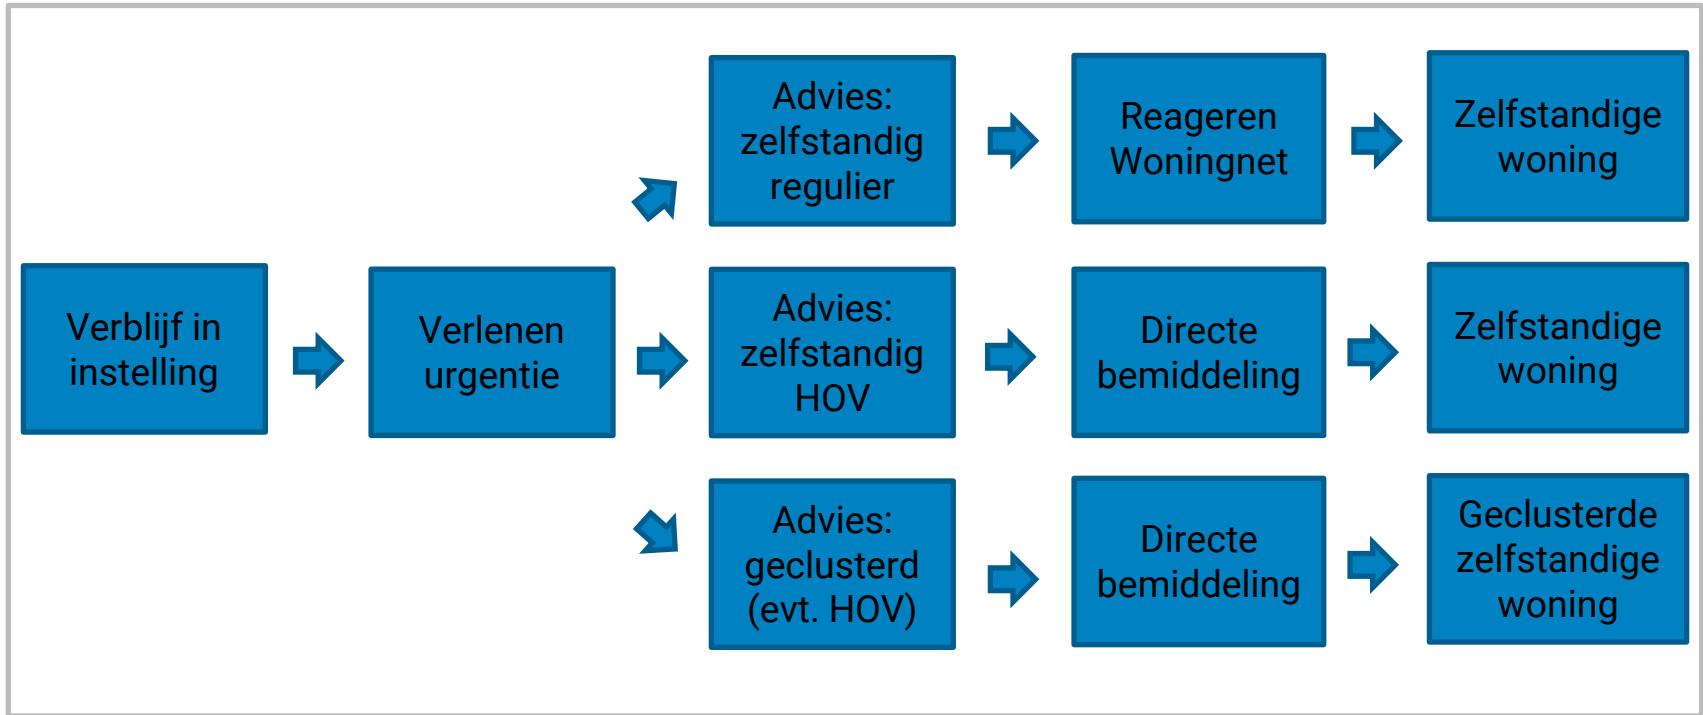 Verblijf in
instelling
Verlenen
urgentie
Advies:
zelfstandig
regulier
Reageren
Woningnet
Zelfstandige
woning
Advies:
zelfstandig
HOV
Directe
bemiddeling
Zelfstandige
woning
Advies:
geclusterd
(evt. HOV)
Directe
bemiddeling
Geclusterde
zelfstandige
woning